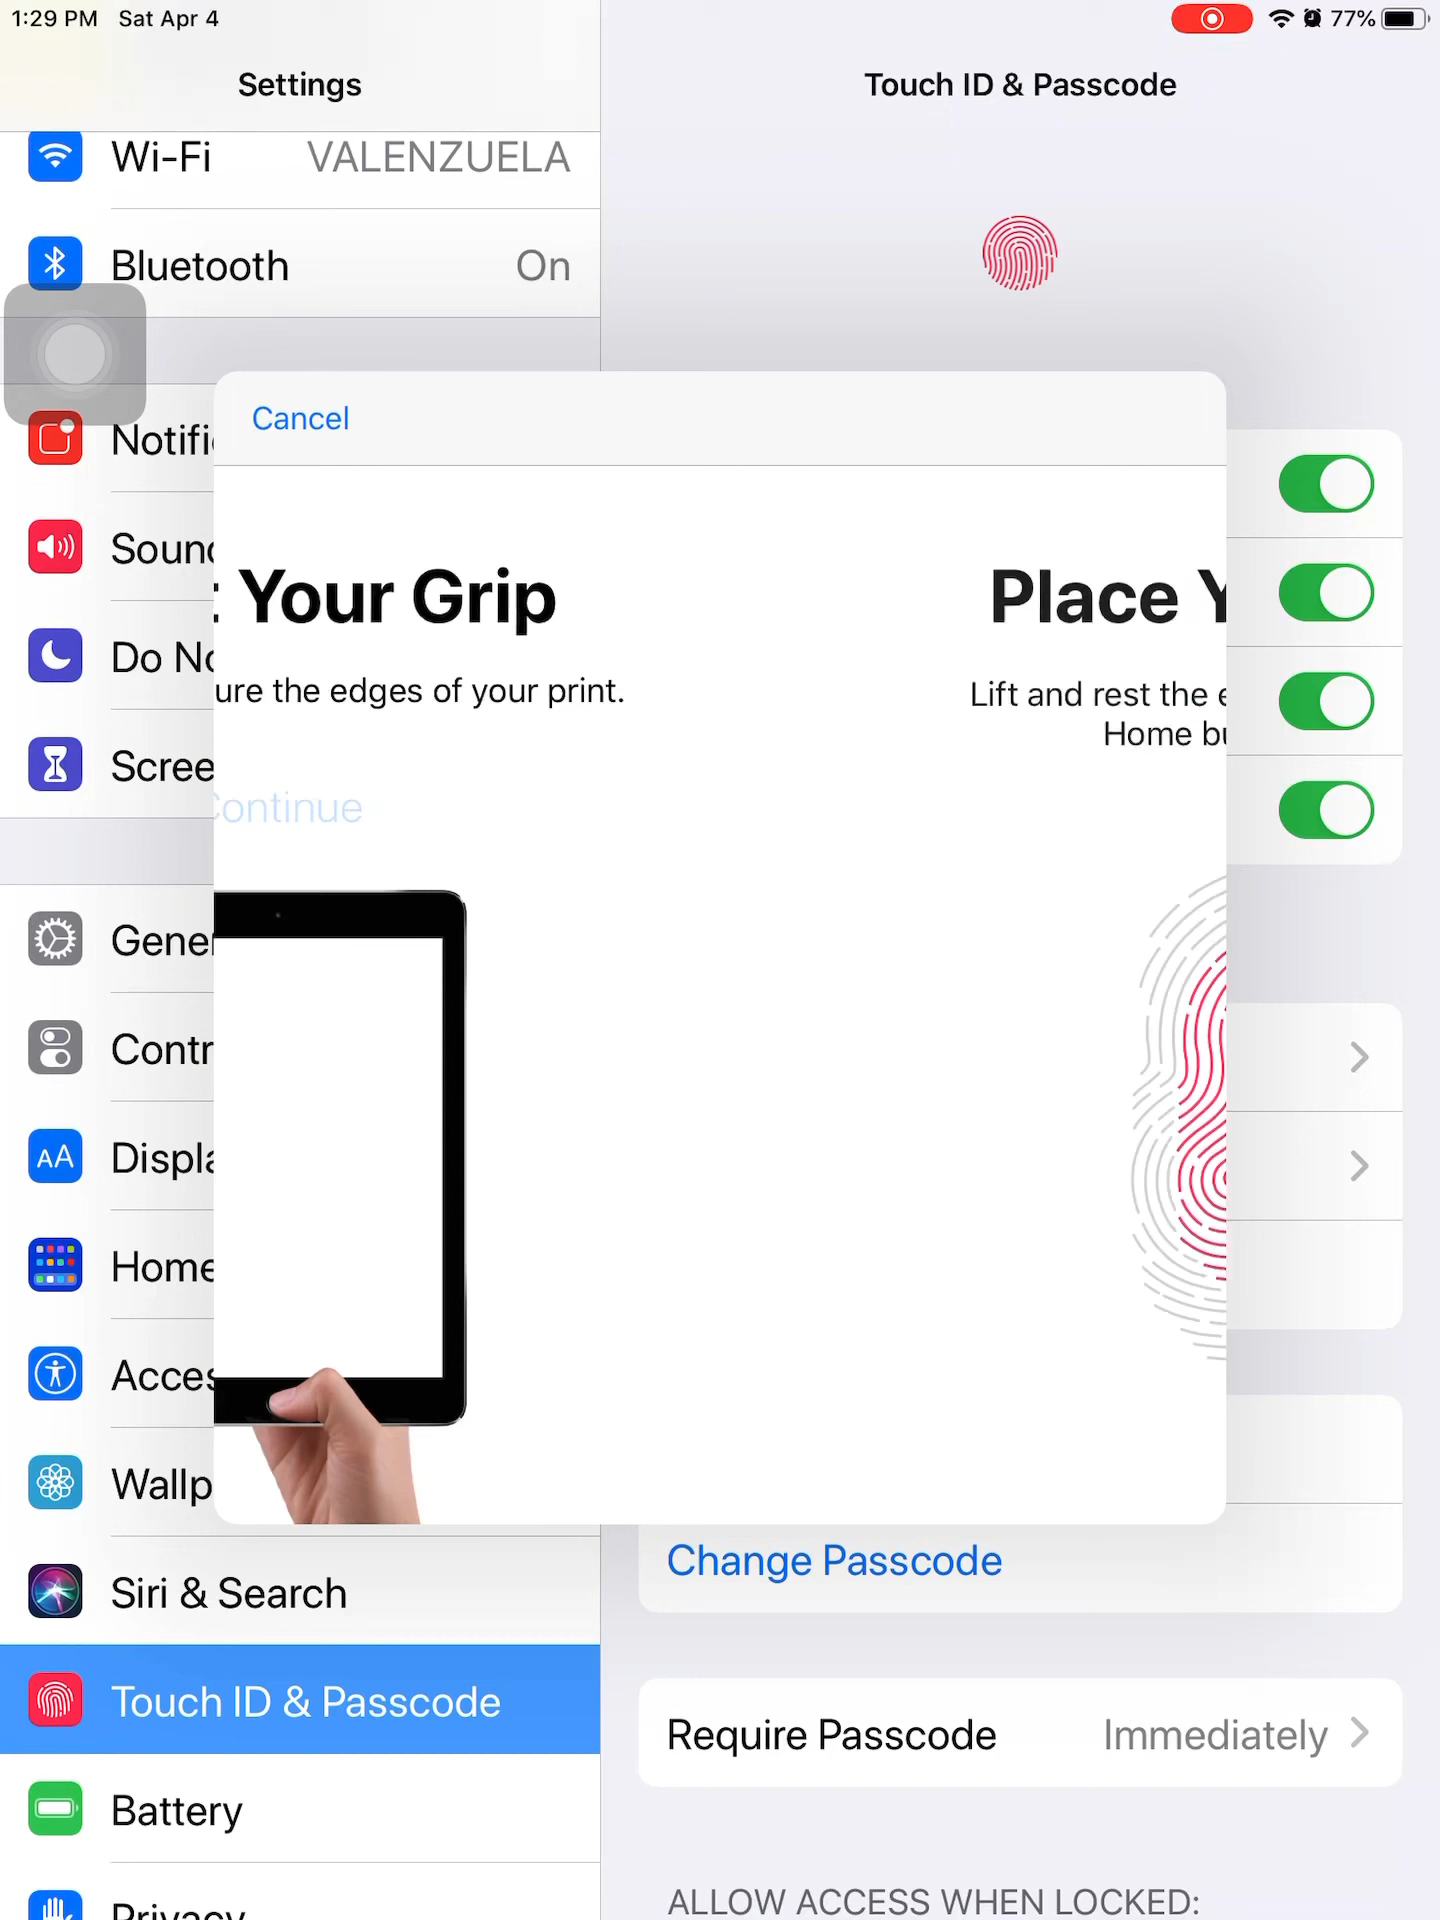 1:29 PM Sat Apr 4
77%
Settings
Wi-Fi VALENZUELA
Bluetooth On
Notifi
Soun
Do No
Scree
Gene
Contr
Displa
Home
Acces
Wallp
Siri & Search
Touch ID & Passcode
Battery
Privacy
Touch ID & Passcode
Cancel
t Your Grip
ure the edges of your print.
Continue
Place Y
Lift and rest the e
Home bu
Change Passcode
Require Passcode Immediately
ALLOW ACCESS WHEN LOCKED: